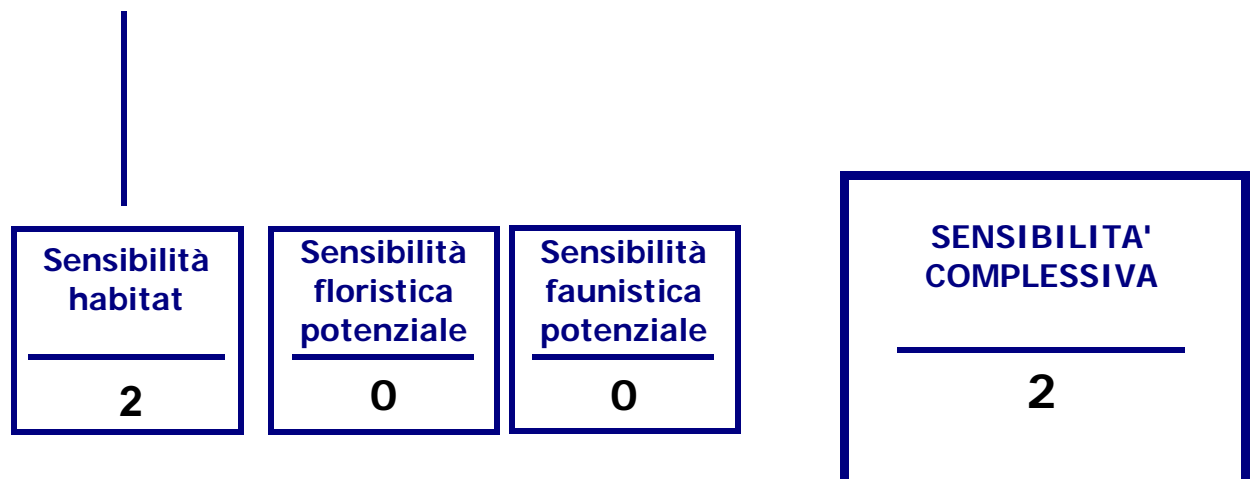 Sensibilità
habitat
2
Sensibilità
floristica
potenziale
0
Sensibilità
faunistica
potenziale
0
SENSIBILITA'
COMPLESSIVA
2